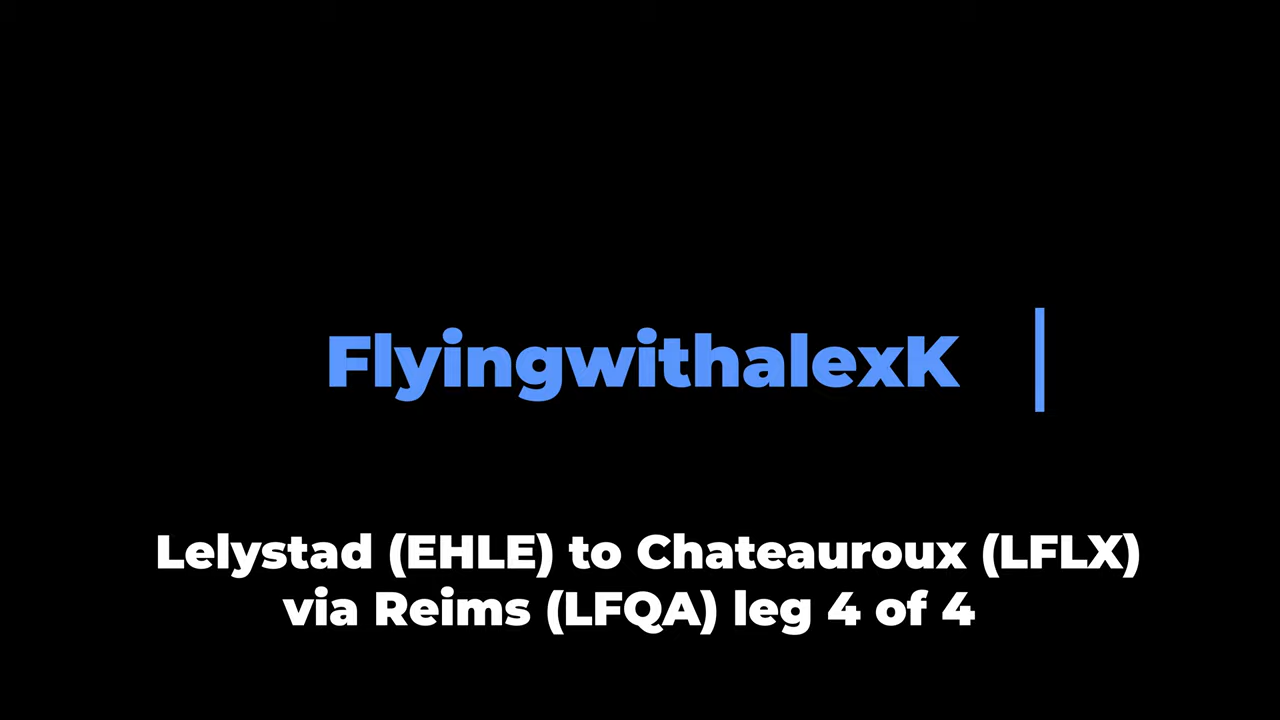 FlyingwithalexK
Lelystad (EHLE) to Chateauroux (LFLX)
via Reims (LFQA) leg 4 of 4